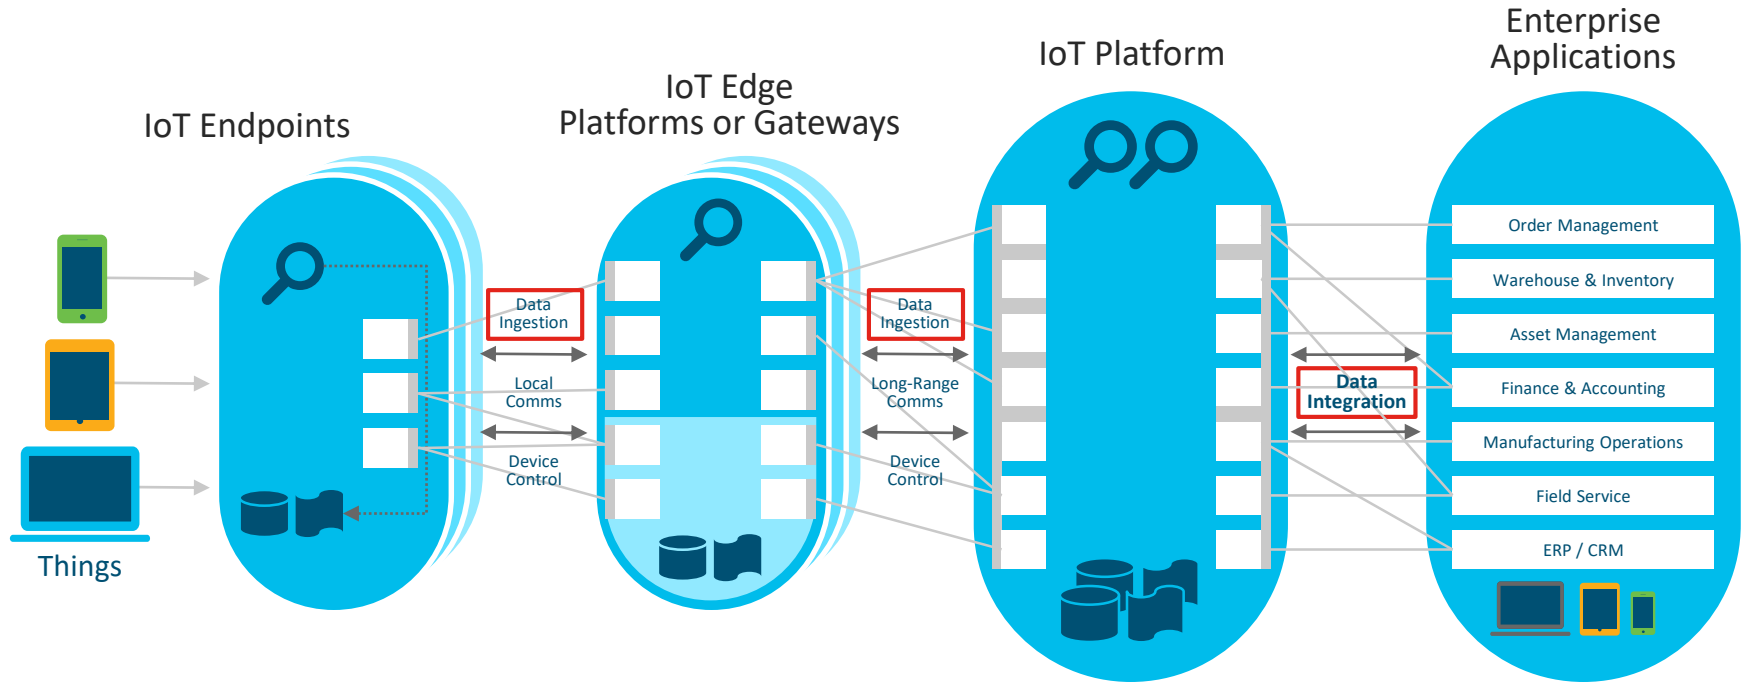 IoT Endpoints
IoT Edge
Platforms or Gateways
IoT Platform
Enterprise
Applications
Things
Data
Ingestion
Local
Comms
Device
Control
Data
Ingestion
Long-Range
Comms
Device
Control
Data
Integration
Order Management
Warehouse & Inventory
Asset Management
Finance & Accounting
Manufacturing Operations
Field Service
ERP / CRM